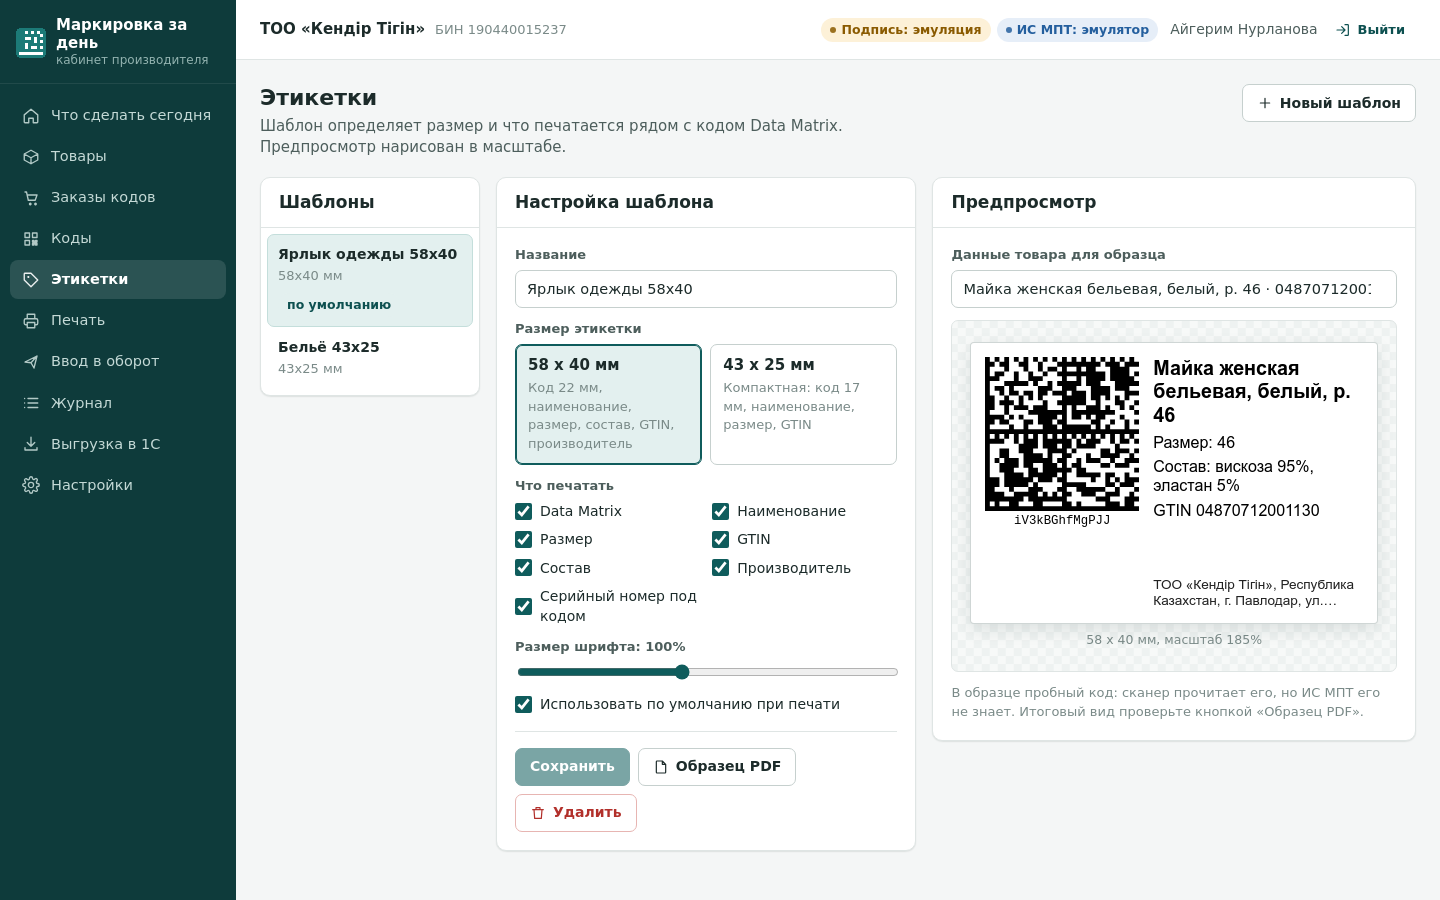 Маркировка за
день
кабинет производителя
Что сделать сегодня
Товары
Заказы кодов
Коды
Этикетки
Печать
Ввод в оборот
Журнал
Выгрузка в 1С
Настройки
ТОО «Кендір Тігін» БИН 190440015237
Подпись: эмуляция
ИС МПТ: эмулятор
Айгерим Нурланова
Выйти
Этикетки
Шаблон определяет размер и что печатается рядом с кодом Data Matrix.
Предпросмотр нарисован в масштабе.
Новый шаблон
Шаблоны
Ярлык одежды 58x40
58x40 мм
по умолчанию
Бельё 43x25
43x25 мм
Настройка шаблона
Название
Ярлык одежды 58x40
Размер этикетки
58 x 40 мм
Код 22 мм,
наименование,
размер, состав, GTIN,
производитель
43 x 25 мм
Компактная: код 17
мм, наименование,
размер, GTIN
Что печатать
Data Matrix
Наименование
Размер
GTIN
Состав
Производитель
Серийный номер под
кодом
Размер шрифта: 100%
Использовать по умолчанию при печати
Сохранить
Образец PDF
Удалить
Предпросмотр
Данные товара для образца
Майка женская бельевая, белый, р. 46 · 0487071200
Майка женская
бельевая, белый, р.
46
Размер: 46
Состав: вискоза 95%,
эластан 5%
GTIN 04870712001130
iV3kBGhfMgPJJ
ТОО «Кендір Тігін», Республика
Казахстан, г. Павлодар, ул.…
58 x 40 мм, масштаб 185%
В образце пробный код: сканер прочитает его, но ИС МПТ его
не знает. Итоговый вид проверьте кнопкой «Образец PDF».